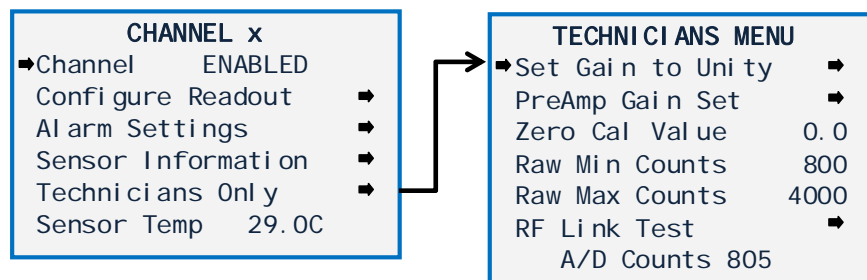 CHANNEL x
➡Channel ENABLED
Configure Readout ➡
Alarm Settings ➡
Sensor Information ➡
Technicians Only ➡
Sensor Temp 29.0C
TECHNICIANS MENU
➡Set Gain to Unity ➡
PreAmp Gain Set ➡
Zero Cal Value 0.0
Raw Min Counts 800
Raw Max Counts 4000
RF Link Test ➡
A/D Counts 805